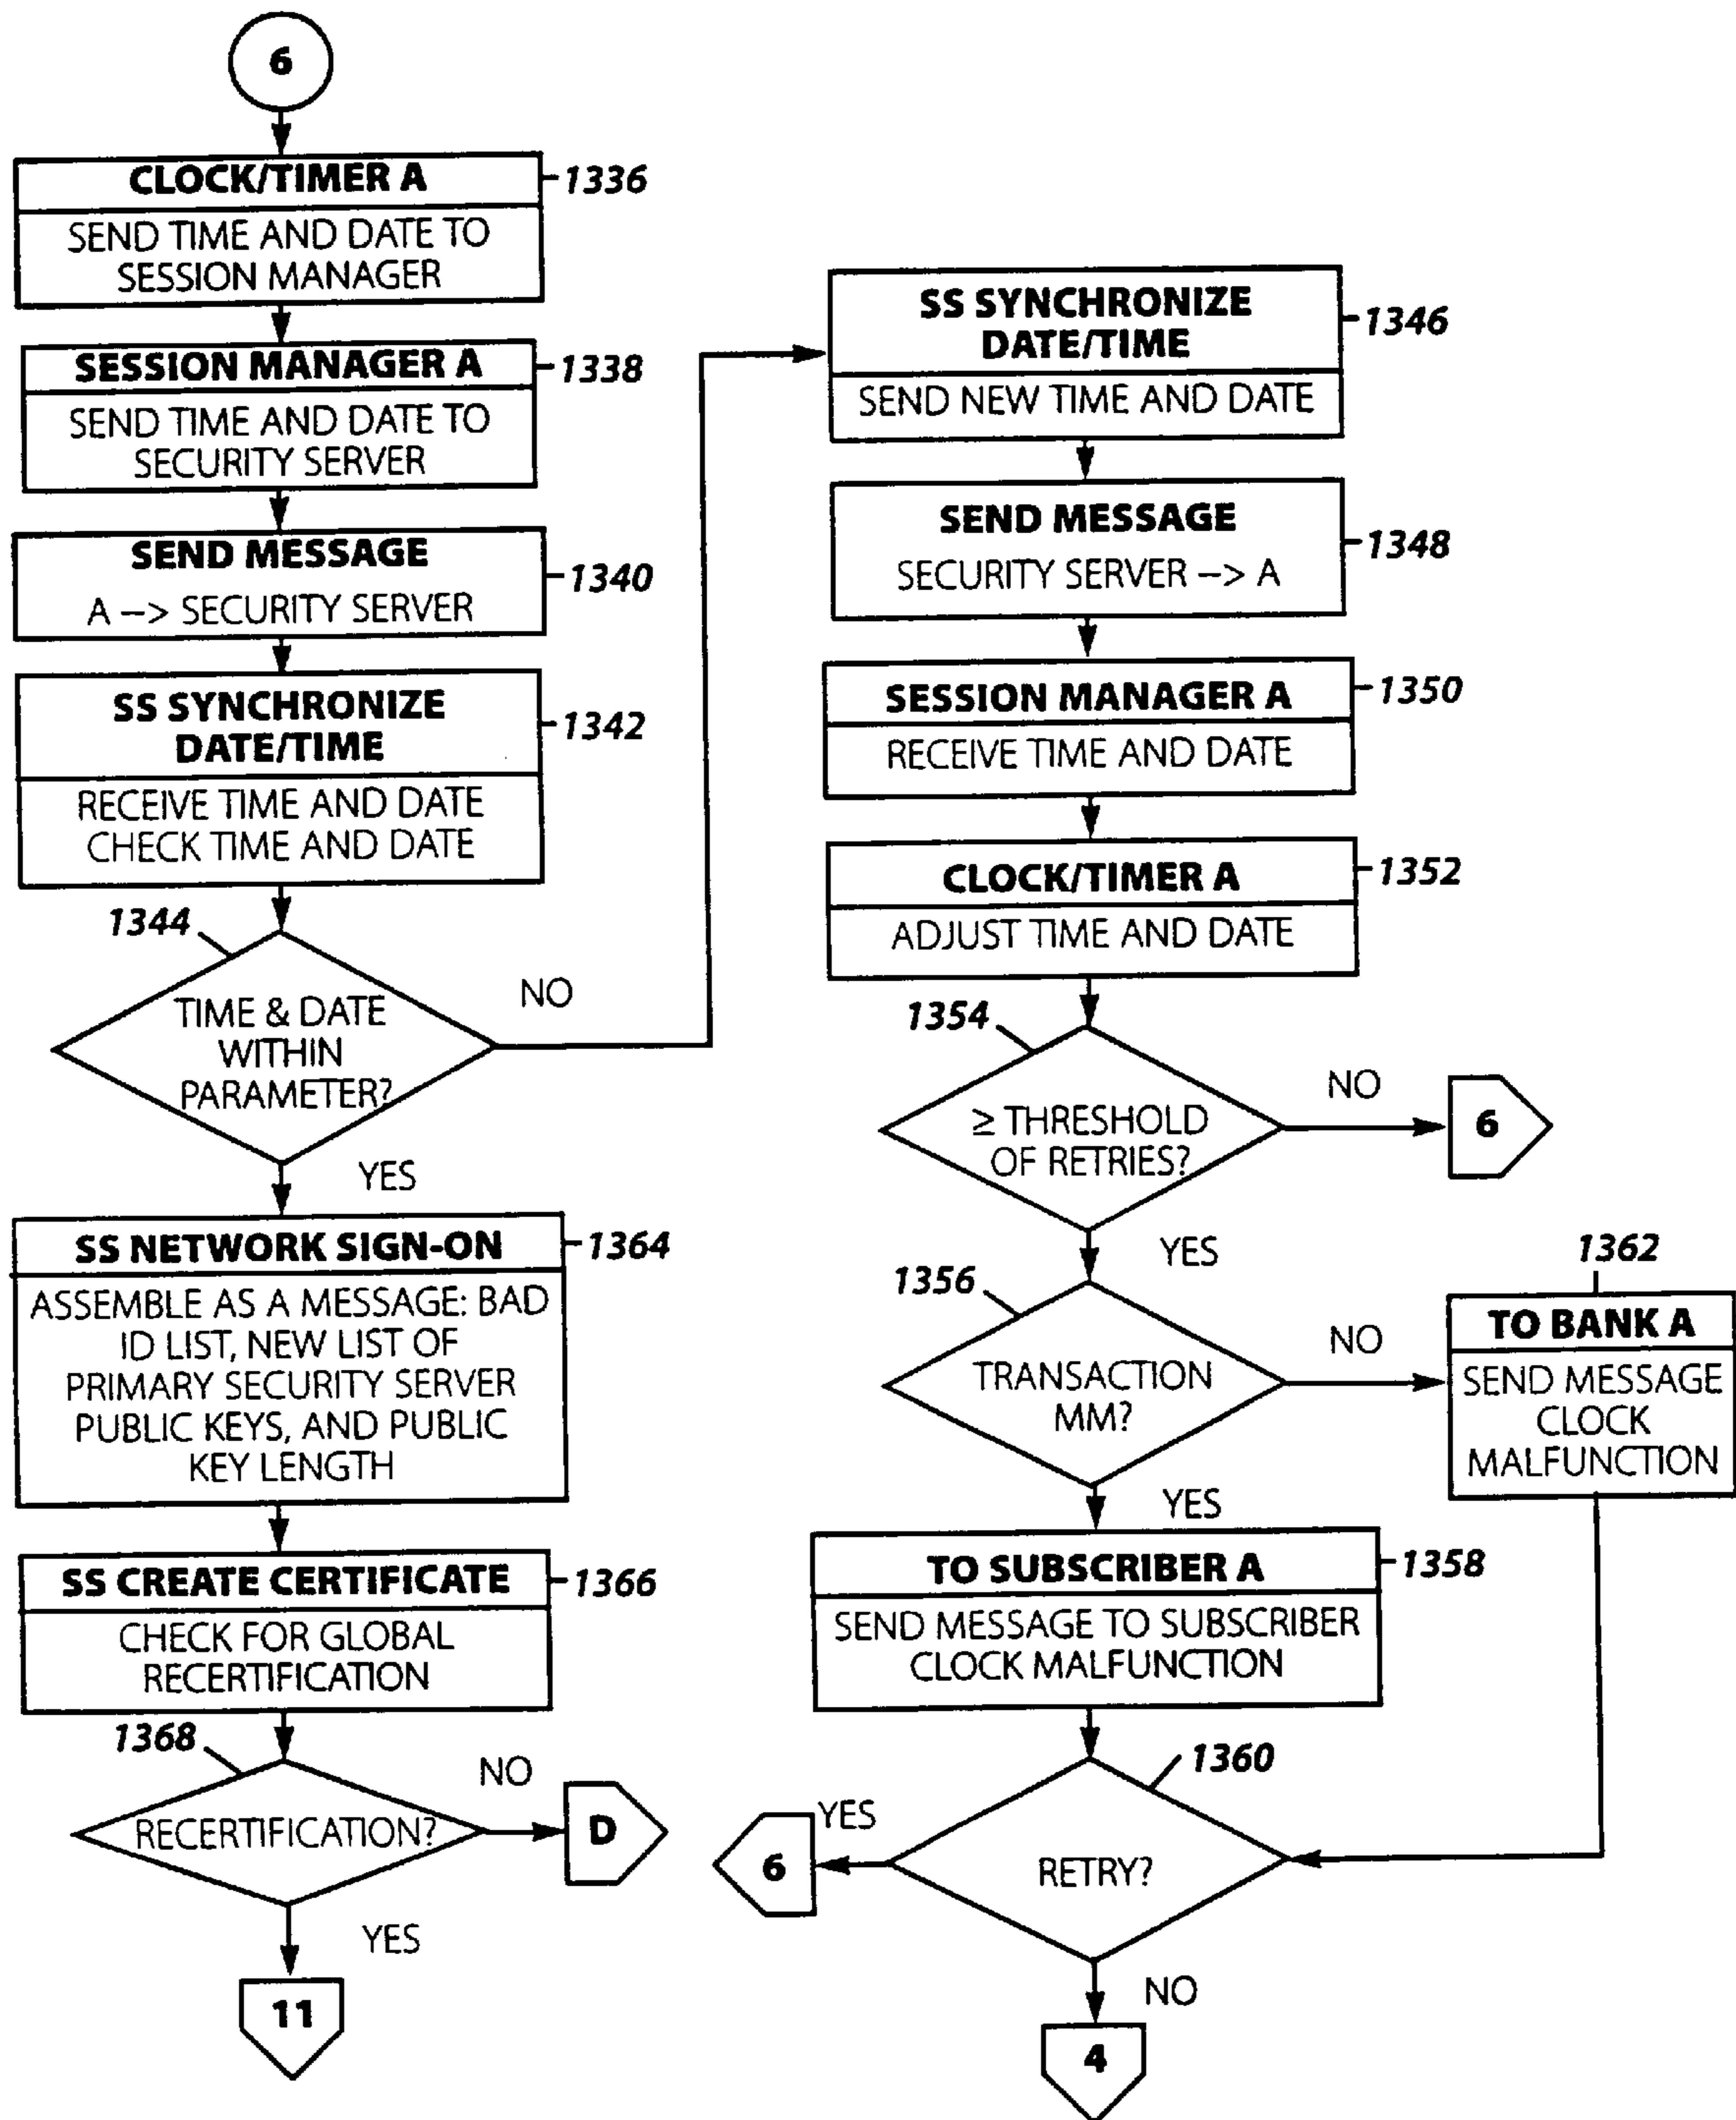 6
CLOCK/TIMER A
1336
SEND TIME AND DATE TO
SESSION MANAGER
SESSION MANAGER A
1338
SEND TIME AND DATE TO
SECURITY SERVER
SEND MESSAGE
1340
A –> SECURITY SERVER
SS SYNCHRONIZE
DATE/TIME
1342
RECEIVE TIME AND DATE
CHECK TIME AND DATE
1344
TIME & DATE
WITHIN
PARAMETER?
NO
YES
SS NETWORK SIGN-ON
1364
ASSEMBLE AS A MESSAGE: BAD
ID LIST, NEW LIST OF
PRIMARY SECURITY SERVER
PUBLIC KEYS, AND PUBLIC
KEY LENGTH
SS CREATE CERTIFICATE
1366
CHECK FOR GLOBAL
RECERTIFICATION
1368
RECERTIFICATION?
NO
D
YES
11
SS SYNCHRONIZE
DATE/TIME
1346
SEND NEW TIME AND DATE
SEND MESSAGE
1348
SECURITY SERVER –> A
SESSION MANAGER A
1350
RECEIVE TIME AND DATE
CLOCK/TIMER A
1352
ADJUST TIME AND DATE
1354
≥ THRESHOLD
OF RETRIES?
NO
6
YES
1356
TRANSACTION
MM?
NO
1362
TO BANK A
SEND MESSAGE
CLOCK
MALFUNCTION
YES
TO SUBSCRIBER A
1358
SEND MESSAGE TO SUBSCRIBER
CLOCK MALFUNCTION
1360
RETRY?
YES
6
NO
4